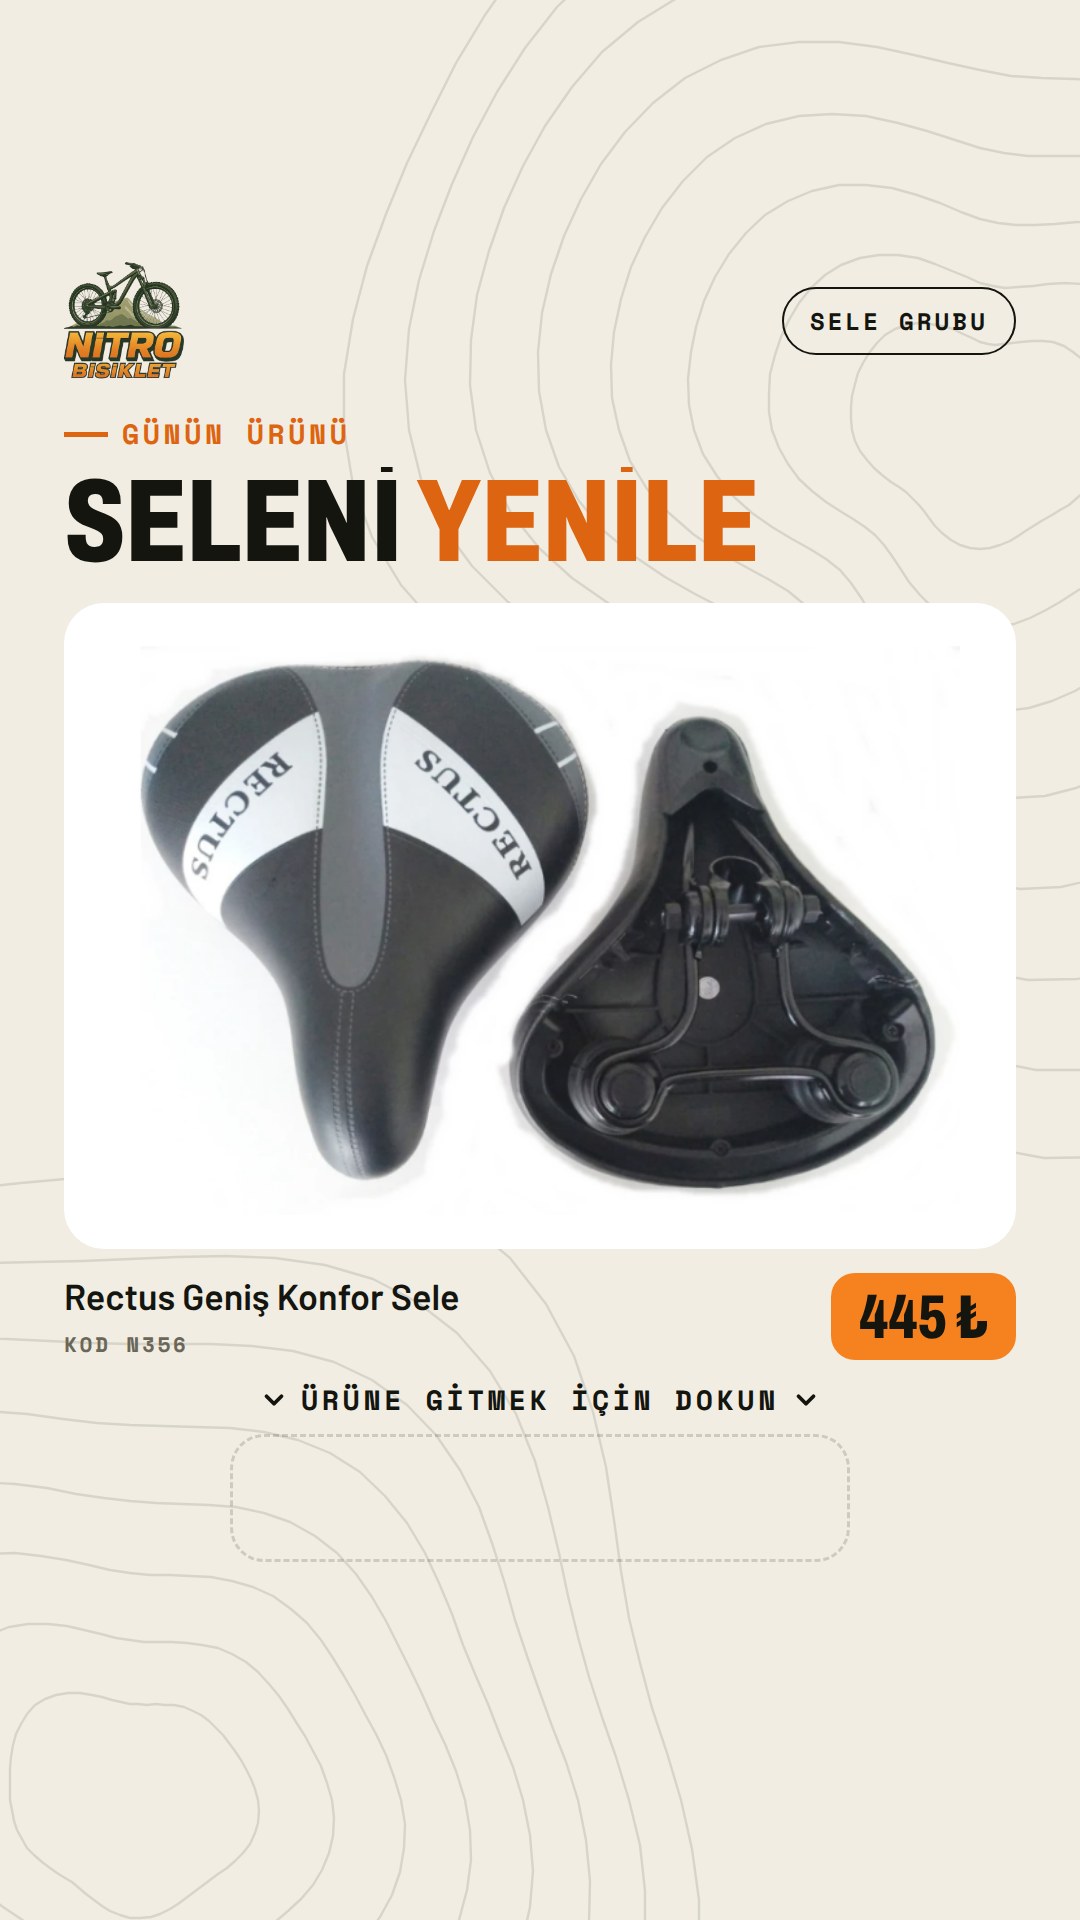 NiTRO
BiSiKLET
SELE GRUBU
GÜNÜN ÜRÜNÜ
SELENİ YENİLE
RECTUS
RECTUS
Rectus Geniş Konfor Sele
445 ₺
KOD N356
ÜRÜNE GİTMEK İÇİN DOKUN